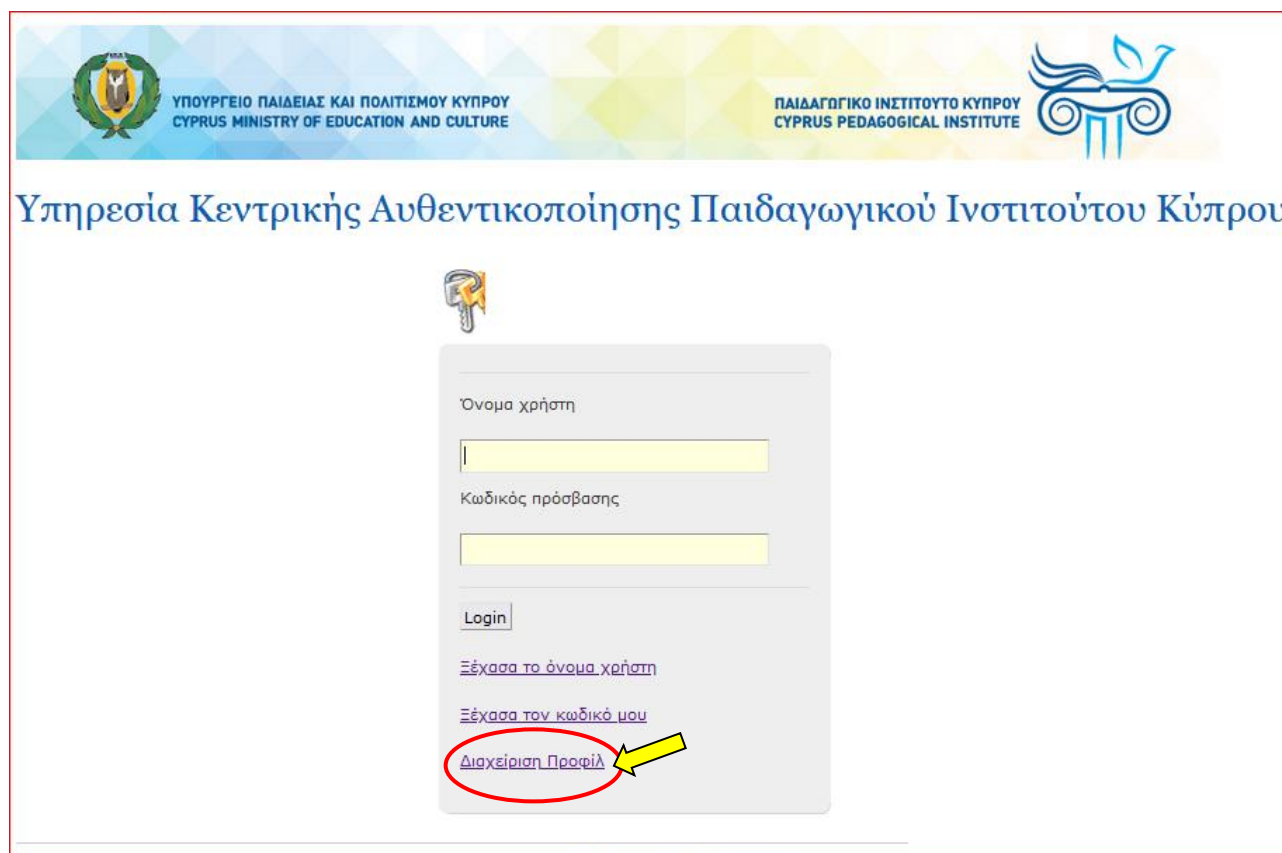 ΥΠΟΥΡΓΕΙΟ ΠΑΙΔΕΙΑΣ ΚΑΙ ΠΟΛΙΤΙΣΜΟΥ ΚΥΠΡΟΥ
CYPRUS MINISTRY OF EDUCATION AND CULTURE
ΠΑΙΔΑΓΩΓΙΚΟ ΙΝΣΤΙΤΟΥΤΟ ΚΥΠΡΟΥ
CYPRUS PEDAGOGICAL INSTITUTE
Υπηρεσία Κεντρικής Αυθεντικοποίησης Παιδαγωγικού Ινστιτούτου Κύπρου
Όνομα χρήστη
Κωδικός πρόσβασης
Login
Ξέχασα το όνομα χρήστη
Ξέχασα τον κωδικό μου
Διαχείριση Προφίλ